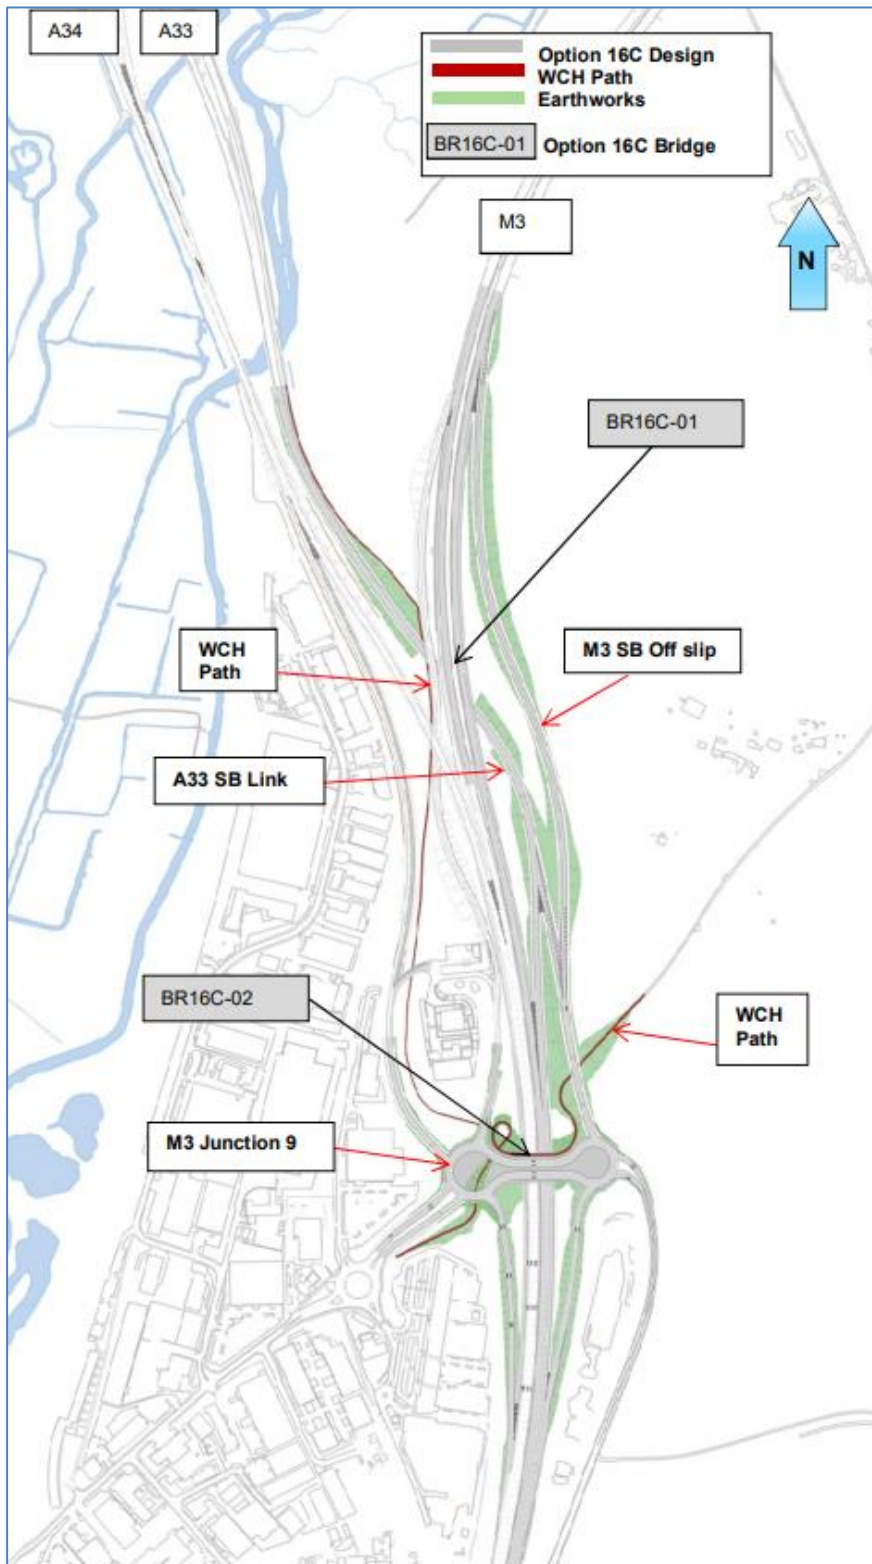 A34
A33
Option 16C Design
WCH Path
Earthworks
BR16C-01
Option 16C Bridge
M3
N
BR16C-01
WCH
Path
M3 SB Off slip
A33 SB Link
BR16C-02
WCH
Path
M3 Junction 9